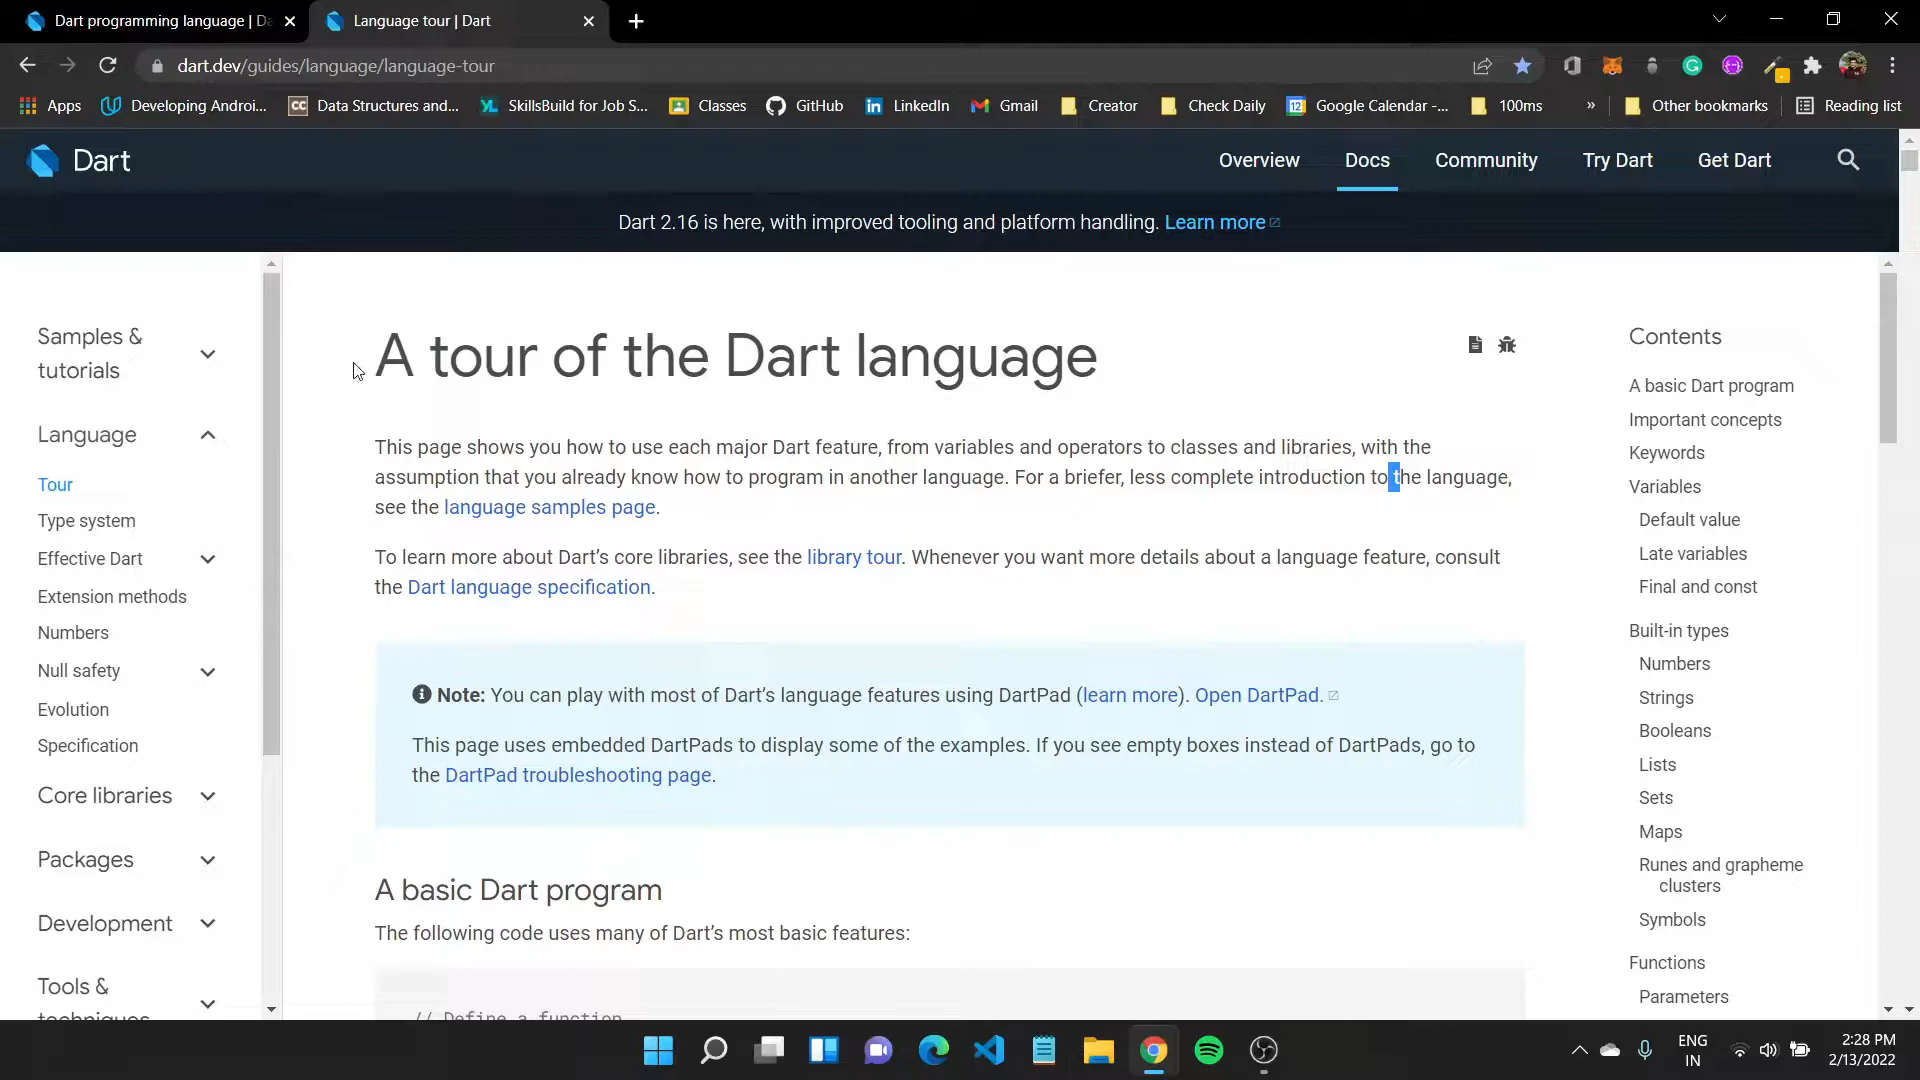 Dart programming language | Da
Language tour | Dart
dart.dev/guides/language/language-tour
Apps
Developing Androi...
CC
Data Structures and...
YL
SkillsBuild for Job S...
Classes
GitHub
in
LinkedIn
Gmail
Creator
Check Daily
12
Google Calendar -...
100ms
»
Other bookmarks
Reading list
Dart
Overview
Docs
Community
Try Dart
Get Dart
Dart 2.16 is here, with improved tooling and platform handling. Learn more
Samples &
tutorials
Language
Tour
Type system
Effective Dart
Extension methods
Numbers
Null safety
Evolution
Specification
Core libraries
Packages
Development
Tools &
techniques
A tour of the Dart language
This page shows you how to use each major Dart feature, from variables and operators to classes and libraries, with the
assumption that you already know how to program in another language. For a briefer, less complete introduction to the language,
see the language samples page.
To learn more about Dart’s core libraries, see the library tour. Whenever you want more details about a language feature, consult
the Dart language specification.
Note: You can play with most of Dart’s language features using DartPad (learn more). Open DartPad.
This page uses embedded DartPads to display some of the examples. If you see empty boxes instead of DartPads, go to
the DartPad troubleshooting page.
A basic Dart program
The following code uses many of Dart’s most basic features:
// Define a function
Contents
A basic Dart program
Important concepts
Keywords
Variables
Default value
Late variables
Final and const
Built-in types
Numbers
Strings
Booleans
Lists
Sets
Maps
Runes and grapheme
clusters
Symbols
Functions
Parameters
ENG
IN
2:28 PM
2/13/2022